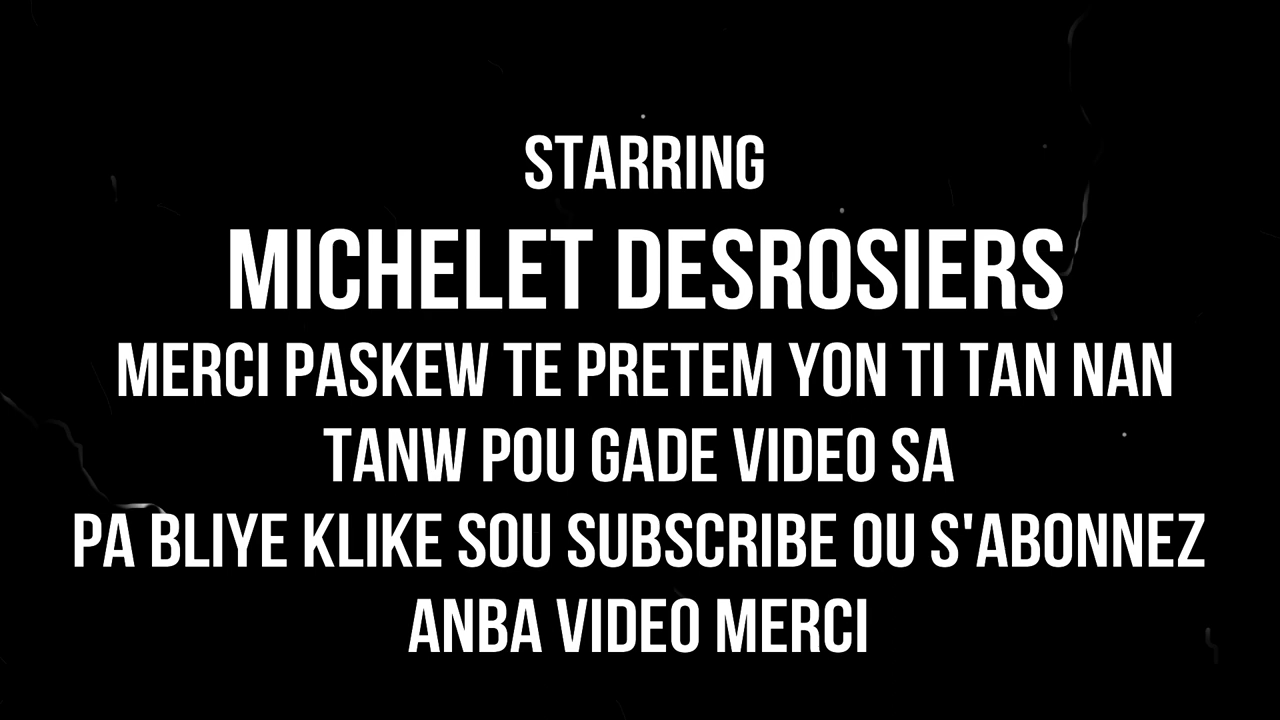 STARRING
MICHELET DESROSIERS
MERCI PASKEW TE PRETEM YON TI TAN NAN
TANW POU GADE VIDEO SA
PA BLIYE KLIKE SOU SUBSCRIBE OU S'ABONNEZ
ANBA VIDEO MERCI